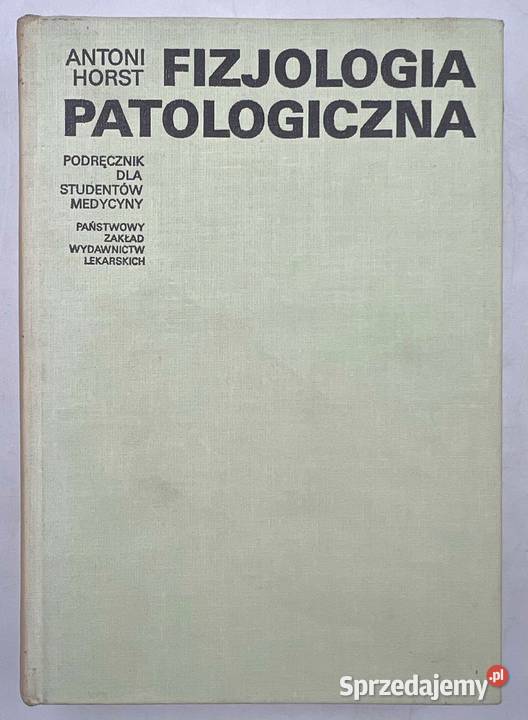 ANTONI
HORST
FIZJOLOGIA
PATOLOGICZNA
PODRĘCZNIK
DLA
STUDENTÓW
MEDYCYNY
PAŃSTWOWY
ZAKŁAD
WYDAWNICTW
LEKARSKICH
Sprzedajemy.pl